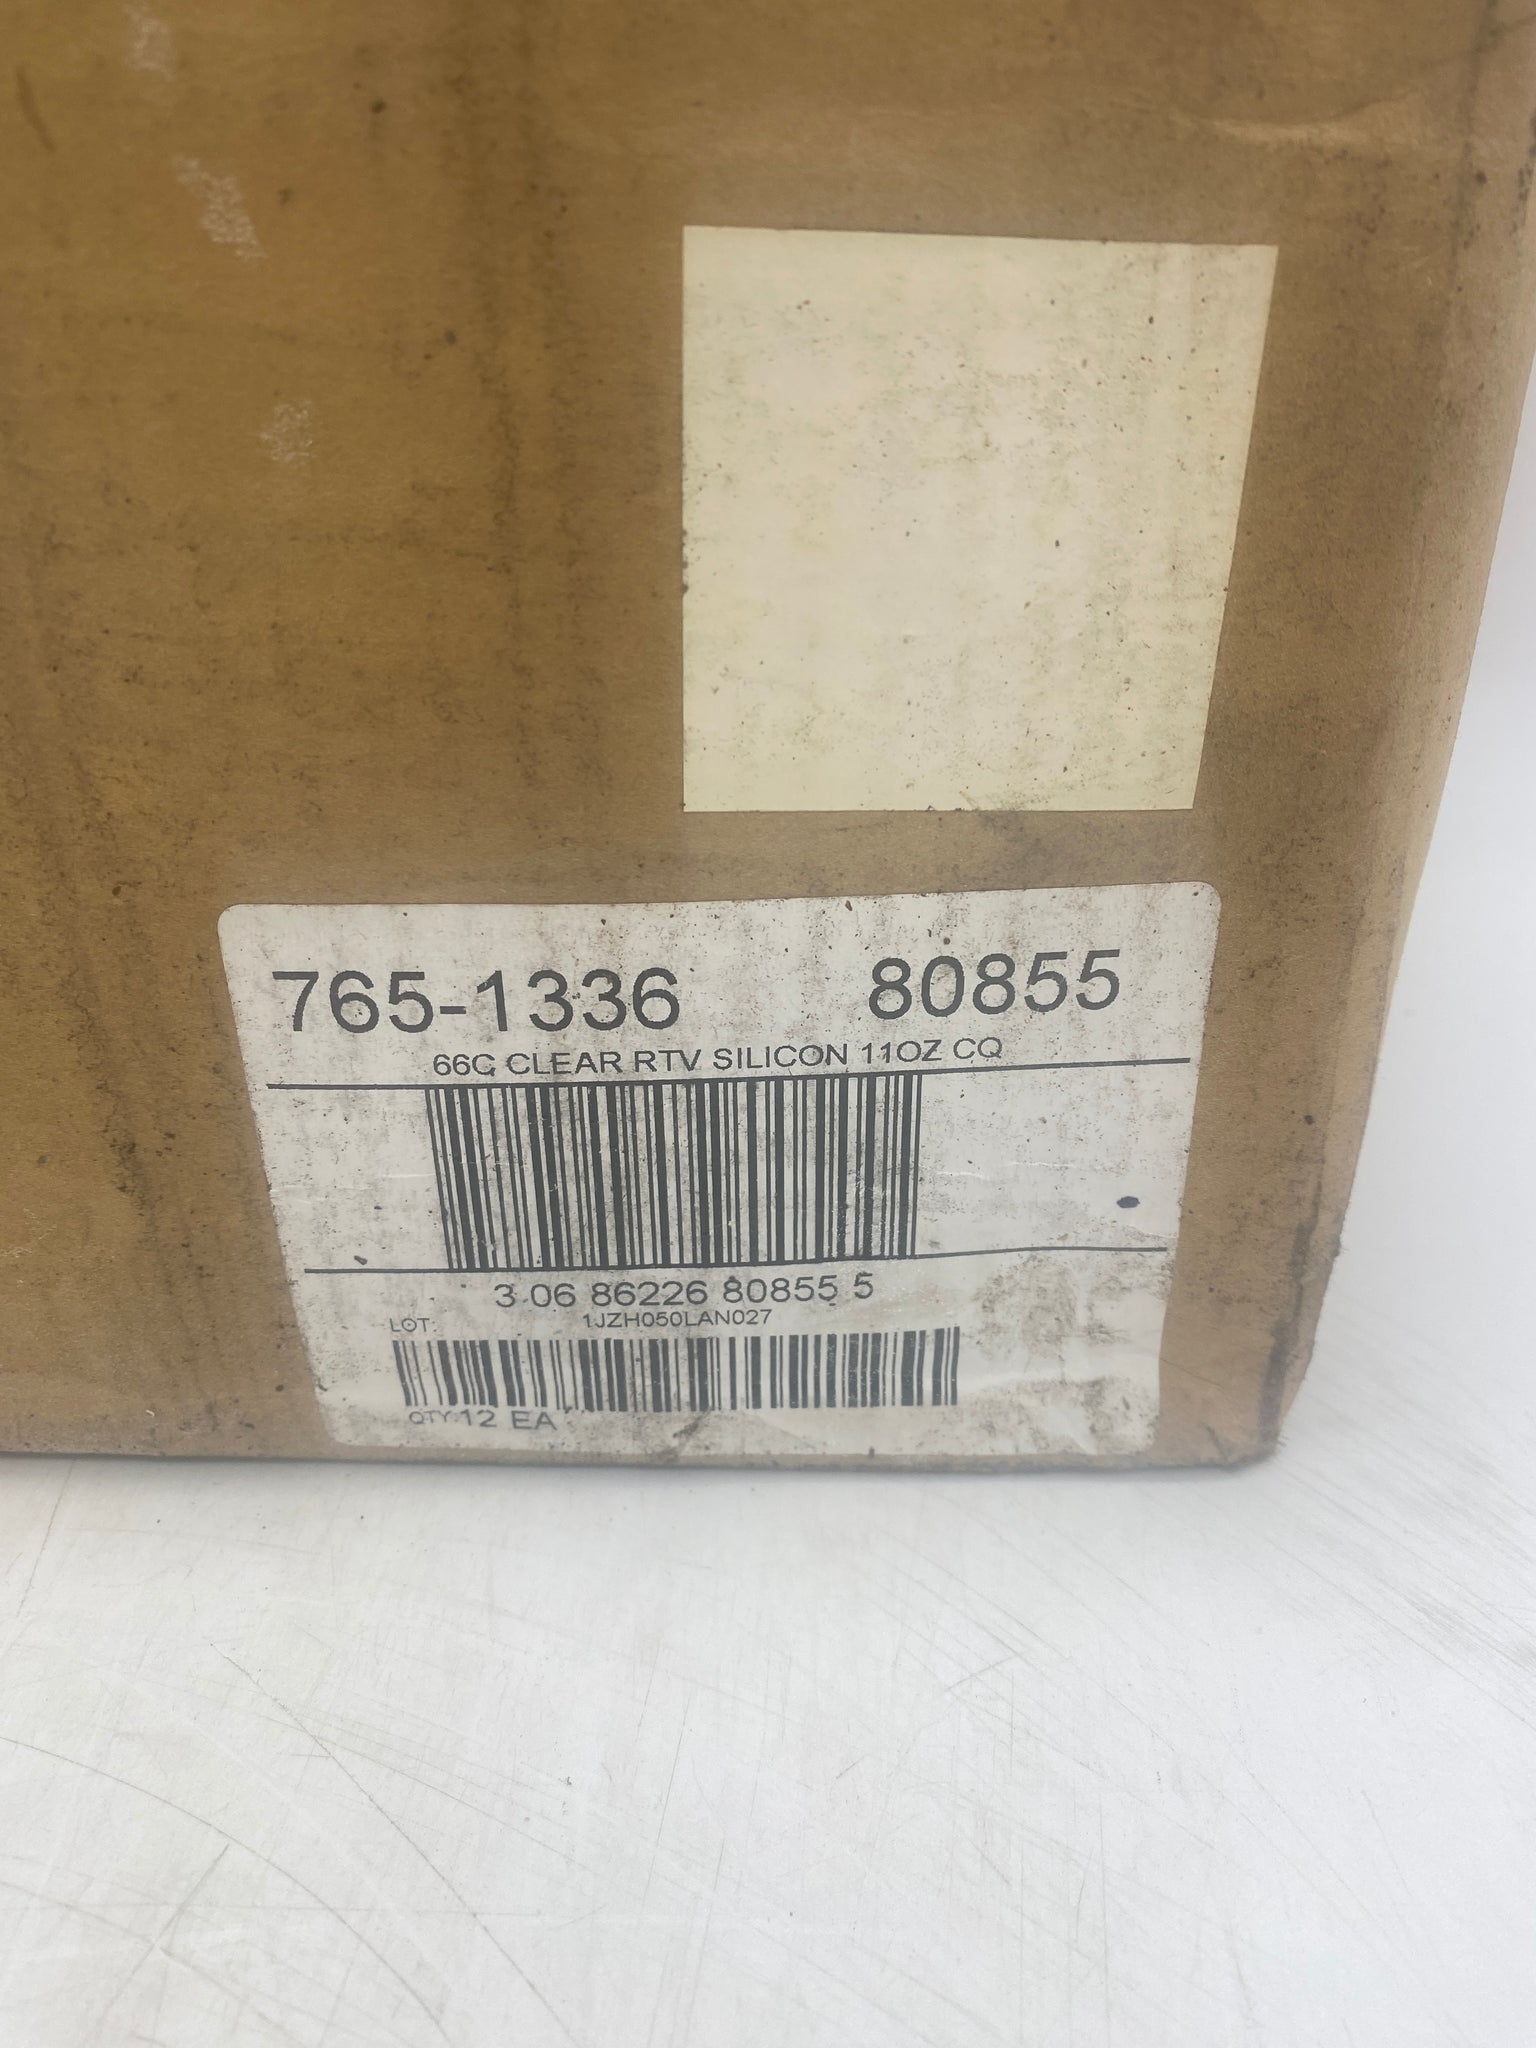 765-1336 80855
66C CLEAR RTV SILICON 11OZ CQ
3 06 86226 80855 5
LOT: 1JZH050LAN027
QTY:12 EA